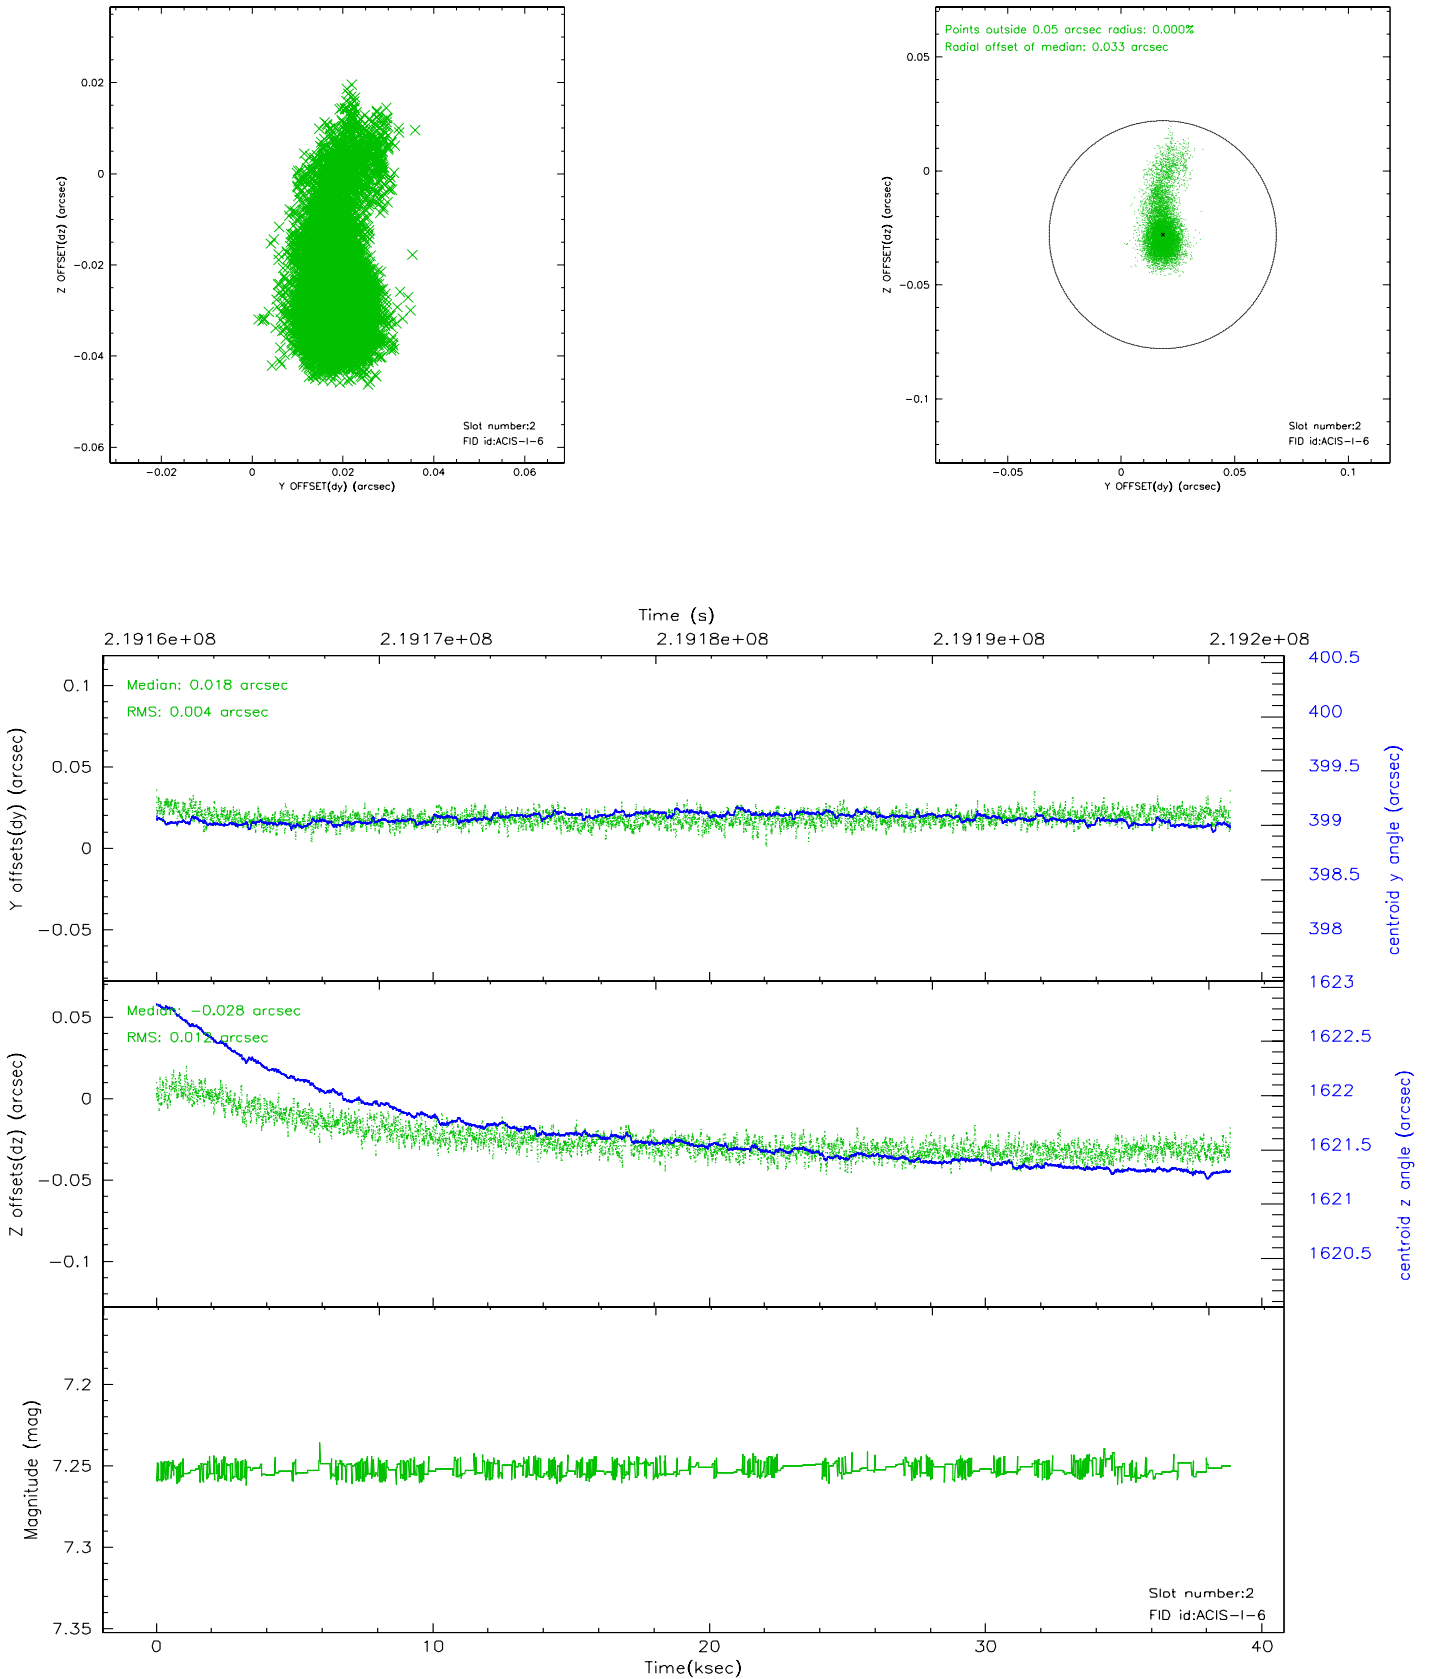 0.02
0
−0.02
−0.04
−0.06
Z OFFSET(dz) (arcsec)
Slot number:2
FID id:ACIS−I−6
−0.02 0 0.02 0.04 0.06
Y OFFSET(dy) (arcsec)
Points outside 0.05 arcsec radius: 0.000%
Radial offset of median: 0.033 arcsec
0.05
0
−0.05
−0.1
Z OFFSET(dz) (arcsec)
Slot number:2
FID id:ACIS−I−6
−0.05 0 0.05 0.1
Y OFFSET(dy) (arcsec)
Time (s)
2.1916e+08 2.1917e+08 2.1918e+08 2.1919e+08 2.192e+08
Median: 0.018 arcsec
RMS: 0.004 arcsec
0.1
0.05
0
−0.05
Y offsets(dy) (arcsec)
400.5
400
399.5
399
398.5
398
centroid y angle (arcsec)
Median: −0.028 arcsec
RMS: 0.012 arcsec
0.05
0
−0.05
−0.1
Z offsets(dz) (arcsec)
1623
1622.5
1622
1621.5
1621
1620.5
centroid z angle (arcsec)
7.2
7.25
7.3
7.35
Magnitude (mag)
Slot number:2
FID id:ACIS−I−6
0 10 20 30 40
Time(ksec)